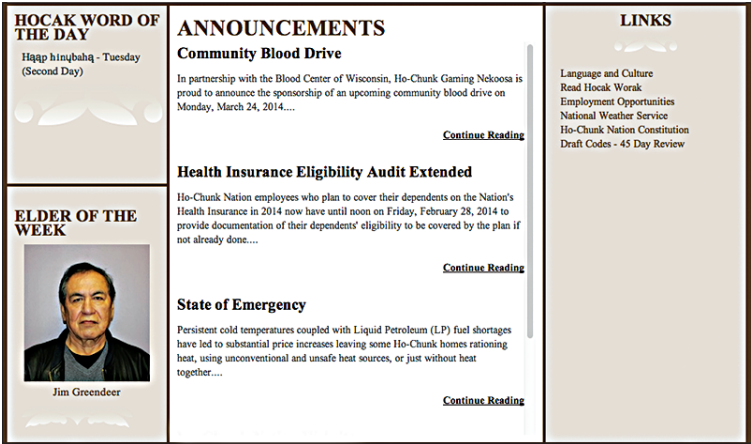 HOCAK WORD OF
THE DAY
Hąąp hinųbahą - Tuesday
(Second Day)
ELDER OF THE
WEEK
Jim Greendeer
ANNOUNCEMENTS
Community Blood Drive
In partnership with the Blood Center of Wisconsin, Ho-Chunk Gaming Nekoosa is
proud to announce the sponsorship of an upcoming community blood drive on
Monday, March 24, 2014....
Continue Reading
Health Insurance Eligibility Audit Extended
Ho-Chunk Nation employees who plan to cover their dependents on the Nation's
Health Insurance in 2014 now have until noon on Friday, February 28, 2014 to
provide documentation of their dependents' eligibility to be covered by the plan if
not already done....
Continue Reading
State of Emergency
Persistent cold temperatures coupled with Liquid Petroleum (LP) fuel shortages
have led to substantial price increases leaving some Ho-Chunk homes rationing
heat, using unconventional and unsafe heat sources, or just without heat
together....
Continue Reading
LINKS
Language and Culture
Read Hocak Worak
Employment Opportunities
National Weather Service
Ho-Chunk Nation Constitution
Draft Codes - 45 Day Review